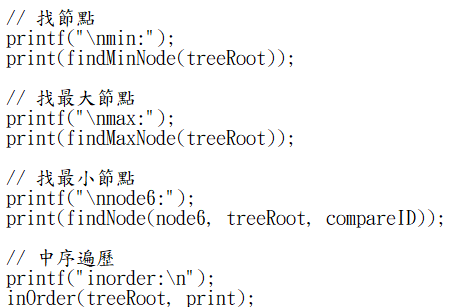 // 找節點
printf("\nmin:");
print(findMinNode(treeRoot));
// 找最大節點
printf("\nmax:");
print(findMaxNode(treeRoot));
// 找最小節點
printf("\nnode6:");
print(findNode(node6, treeRoot, compareID));
// 中序遍歷
printf("inorder:\n");
inOrder(treeRoot, print);